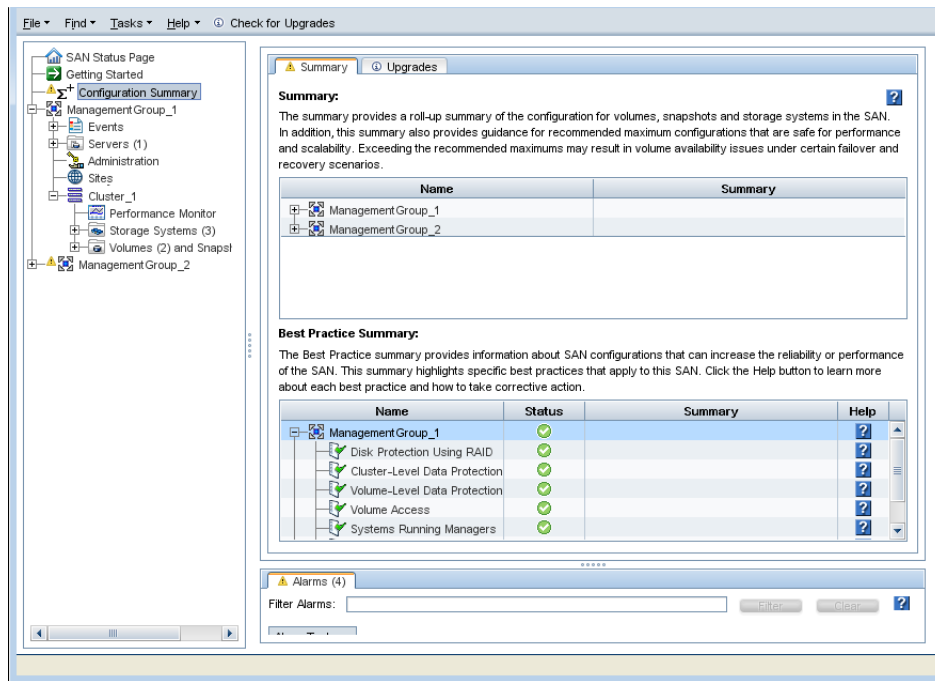 File Find Tasks Help Check for Upgrades
SAN Status Page
Getting Started
Configuration Summary
ManagementGroup_1
Events
Servers (1)
Administration
Sites
Cluster_1
Performance Monitor
Storage Systems (3)
Volumes (2) and Snapsh
ManagementGroup_2
Summary Upgrades
Summary:
The summary provides a roll-up summary of the configuration for volumes, snapshots and storage systems in the SAN.
In addition, this summary also provides guidance for recommended maximum configurations that are safe for performance
and scalability. Exceeding the recommended maximums may result in volume availability issues under certain failover and
recovery scenarios.
Name Summary
ManagementGroup_1
ManagementGroup_2
Best Practice Summary:
The Best Practice summary provides information about SAN configurations that can increase the reliability or performance
of the SAN. This summary highlights specific best practices that apply to this SAN. Click the Help button to learn more
about each best practice and how to take corrective action.
Name Status Summary Help
ManagementGroup_1 ?
Disk Protection Using RAID ?
Cluster-Level Data Protection ?
Volume-Level Data Protection ?
Volume Access ?
Systems Running Managers ?
Alarms (4)
Filter Alarms: Filter Clear ?